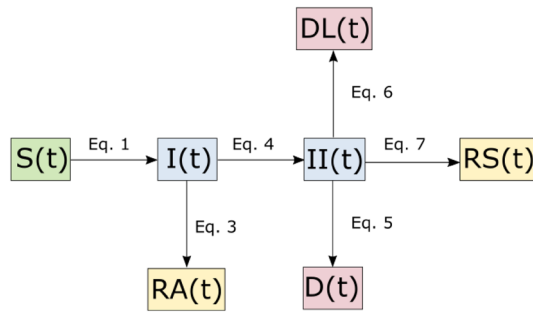 DL(t)
Eq. 6
Eq. 1
Eq. 4
Eq. 7
S(t)
I(t)
II(t)
RS(t)
Eq. 3
Eq. 5
RA(t)
D(t)